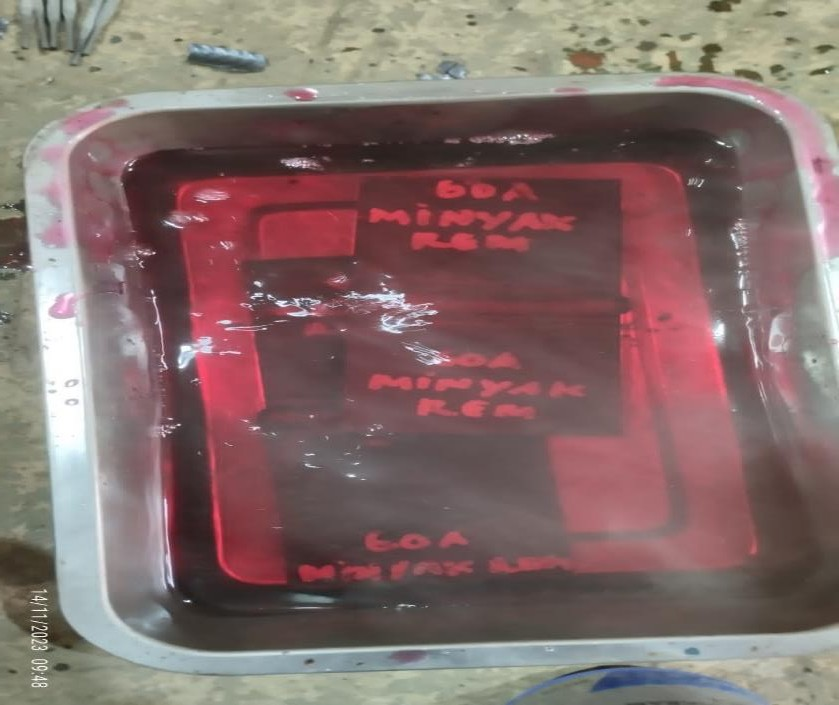 60A
MiNYAK
REM
60A
MiNYAK
REM
60A
MiNYAK REM
14/11/2023 09:48